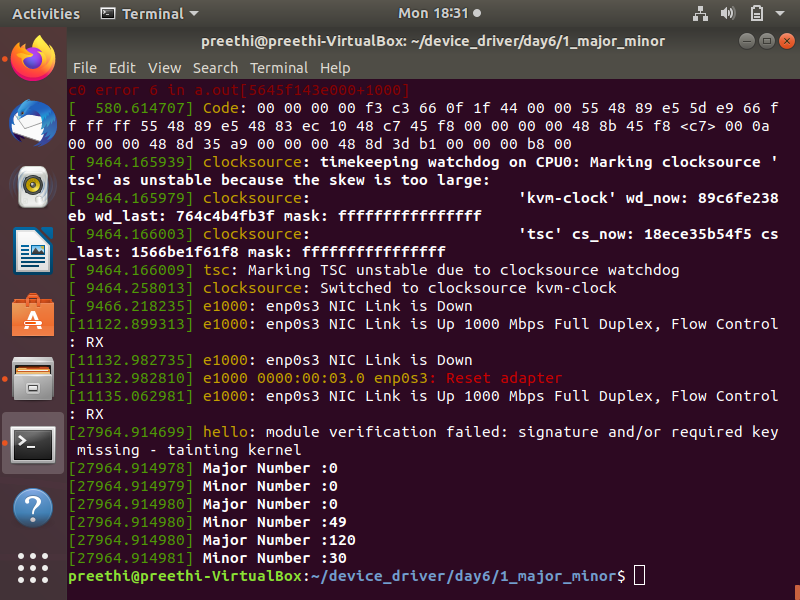 Activities Terminal Mon 18:31
preethi@preethi-VirtualBox: ~/device_driver/day6/1_major_minor
File Edit View Search Terminal Help
c0 error 6 in a.out[5645f143e000+1000]
[  580.614707] Code: 00 00 00 00 f3 c3 66 0f 1f 44 00 00 55 48 89 e5 5d e9 66 f
f ff ff 55 48 89 e5 48 83 ec 10 48 c7 45 f8 00 00 00 00 48 8b 45 f8 <c7> 00 0a
00 00 00 48 8d 35 a9 00 00 00 48 8d 3d b1 00 00 00 b8 00
[ 9464.165939] clocksource: timekeeping watchdog on CPU0: Marking clocksource '
tsc' as unstable because the skew is too large:
[ 9464.165979] clocksource:                       'kvm-clock' wd_now: 89c6fe238
eb wd_last: 764c4b4fb3f mask: ffffffffffffffff
[ 9464.166003] clocksource:                       'tsc' cs_now: 18ece35b54f5 cs
_last: 1566be1f61f8 mask: ffffffffffffffff
[ 9464.166009] tsc: Marking TSC unstable due to clocksource watchdog
[ 9464.258013] clocksource: Switched to clocksource kvm-clock
[ 9466.218235] e1000: enp0s3 NIC Link is Down
[11122.899313] e1000: enp0s3 NIC Link is Up 1000 Mbps Full Duplex, Flow Control
: RX
[11132.982735] e1000: enp0s3 NIC Link is Down
[11132.982810] e1000 0000:00:03.0 enp0s3: Reset adapter
[11135.062981] e1000: enp0s3 NIC Link is Up 1000 Mbps Full Duplex, Flow Control
: RX
[27964.914699] hello: module verification failed: signature and/or required key
 missing - tainting kernel
[27964.914978] Major Number :0
[27964.914979] Minor Number :0
[27964.914980] Major Number :0
[27964.914980] Minor Number :49
[27964.914980] Major Number :120
[27964.914981] Minor Number :30
preethi@preethi-VirtualBox:~/device_driver/day6/1_major_minor$